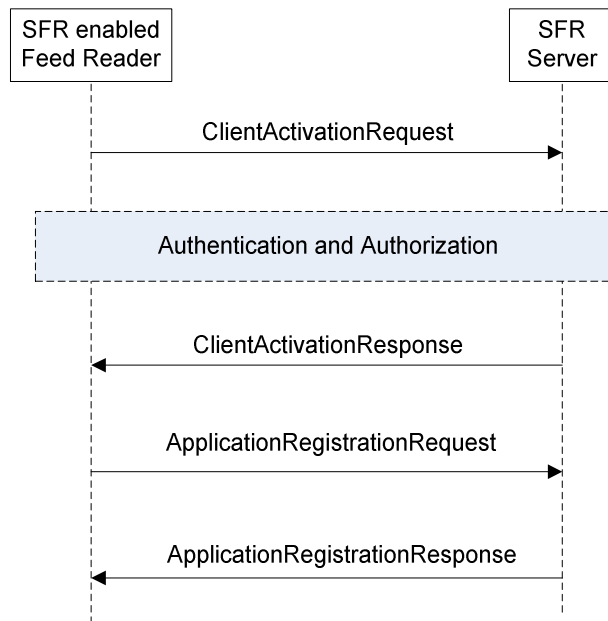 SFR enabled
Feed Reader
SFR
Server
ClientActivationRequest
Authentication and Authorization
ClientActivationResponse
ApplicationRegistrationRequest
ApplicationRegistrationResponse